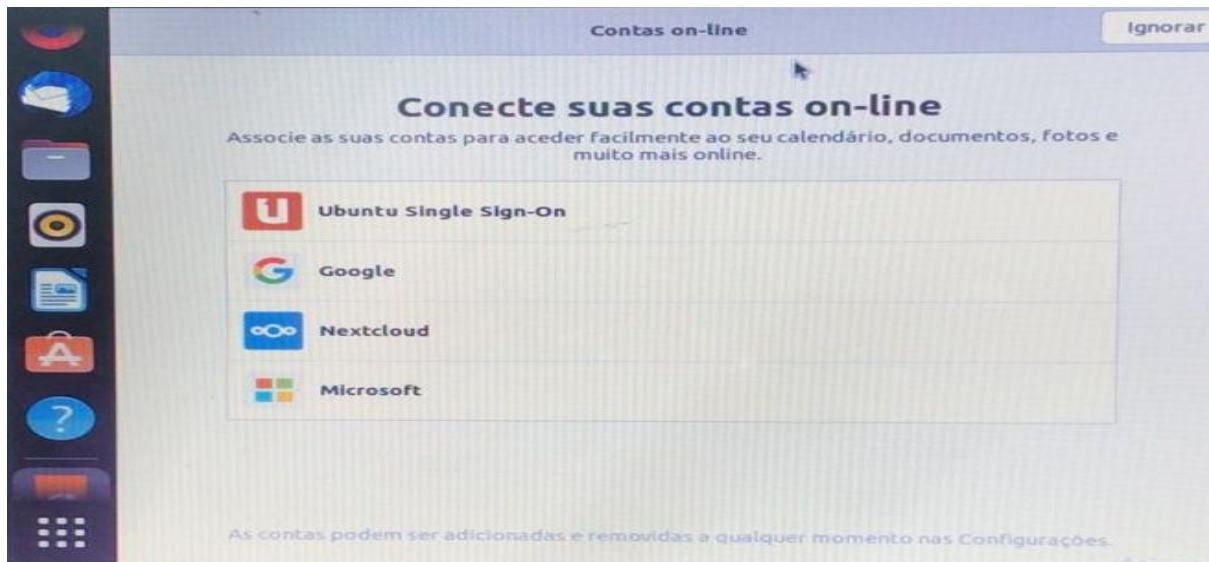 Contas on-line
Ignorar
Conecte suas contas on-line
Associe as suas contas para aceder facilmente ao seu calendário, documentos, fotos e
muito mais online.
Ubuntu Single Sign-On
Google
Nextcloud
Microsoft
As contas podem ser adicionadas e removidas a qualquer momento nas Configurações.